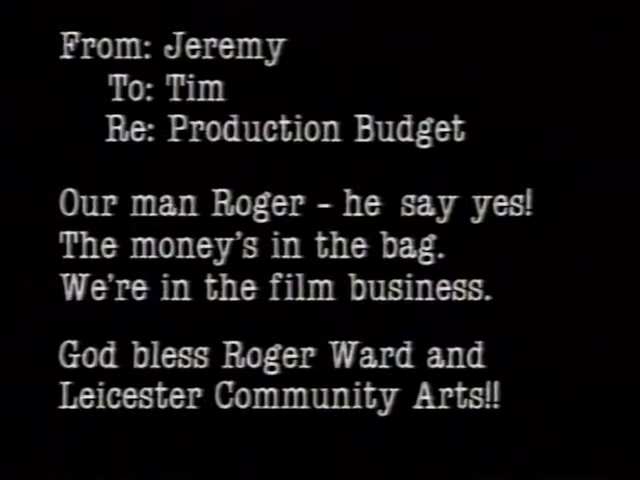 From: Jeremy
To: Tim
Re: Production Budget
Our man Roger - he say yes!
The money's in the bag.
We're in the film business.
God bless Roger Ward and
Leicester Community Arts!!